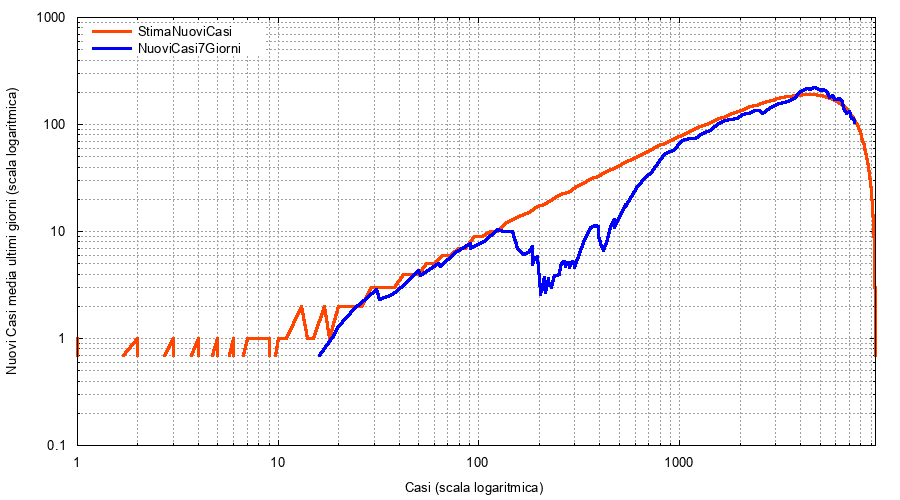 1000
100
10
1
0.1
StimaNuoviCasi
NuoviCasi7Giorni
Nuovi Casi media ultimi giorni (scala logaritmica)
1
10
100
1000
Casi (scala logaritmica)